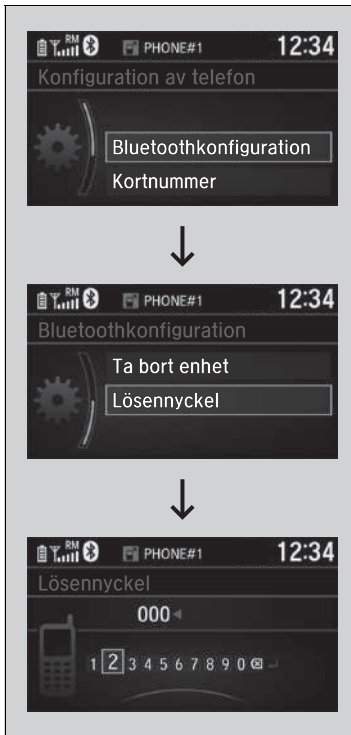 RM PHONE#1 12:34
Konfiguration av telefon
Bluetoothkonfiguration
Kortnummer
RM PHONE#1 12:34
Bluetoothkonfiguration
Ta bort enhet
Lösennyckel
RM PHONE#1 12:34
Lösennyckel
000
1 2 3 4 5 6 7 8 9 0